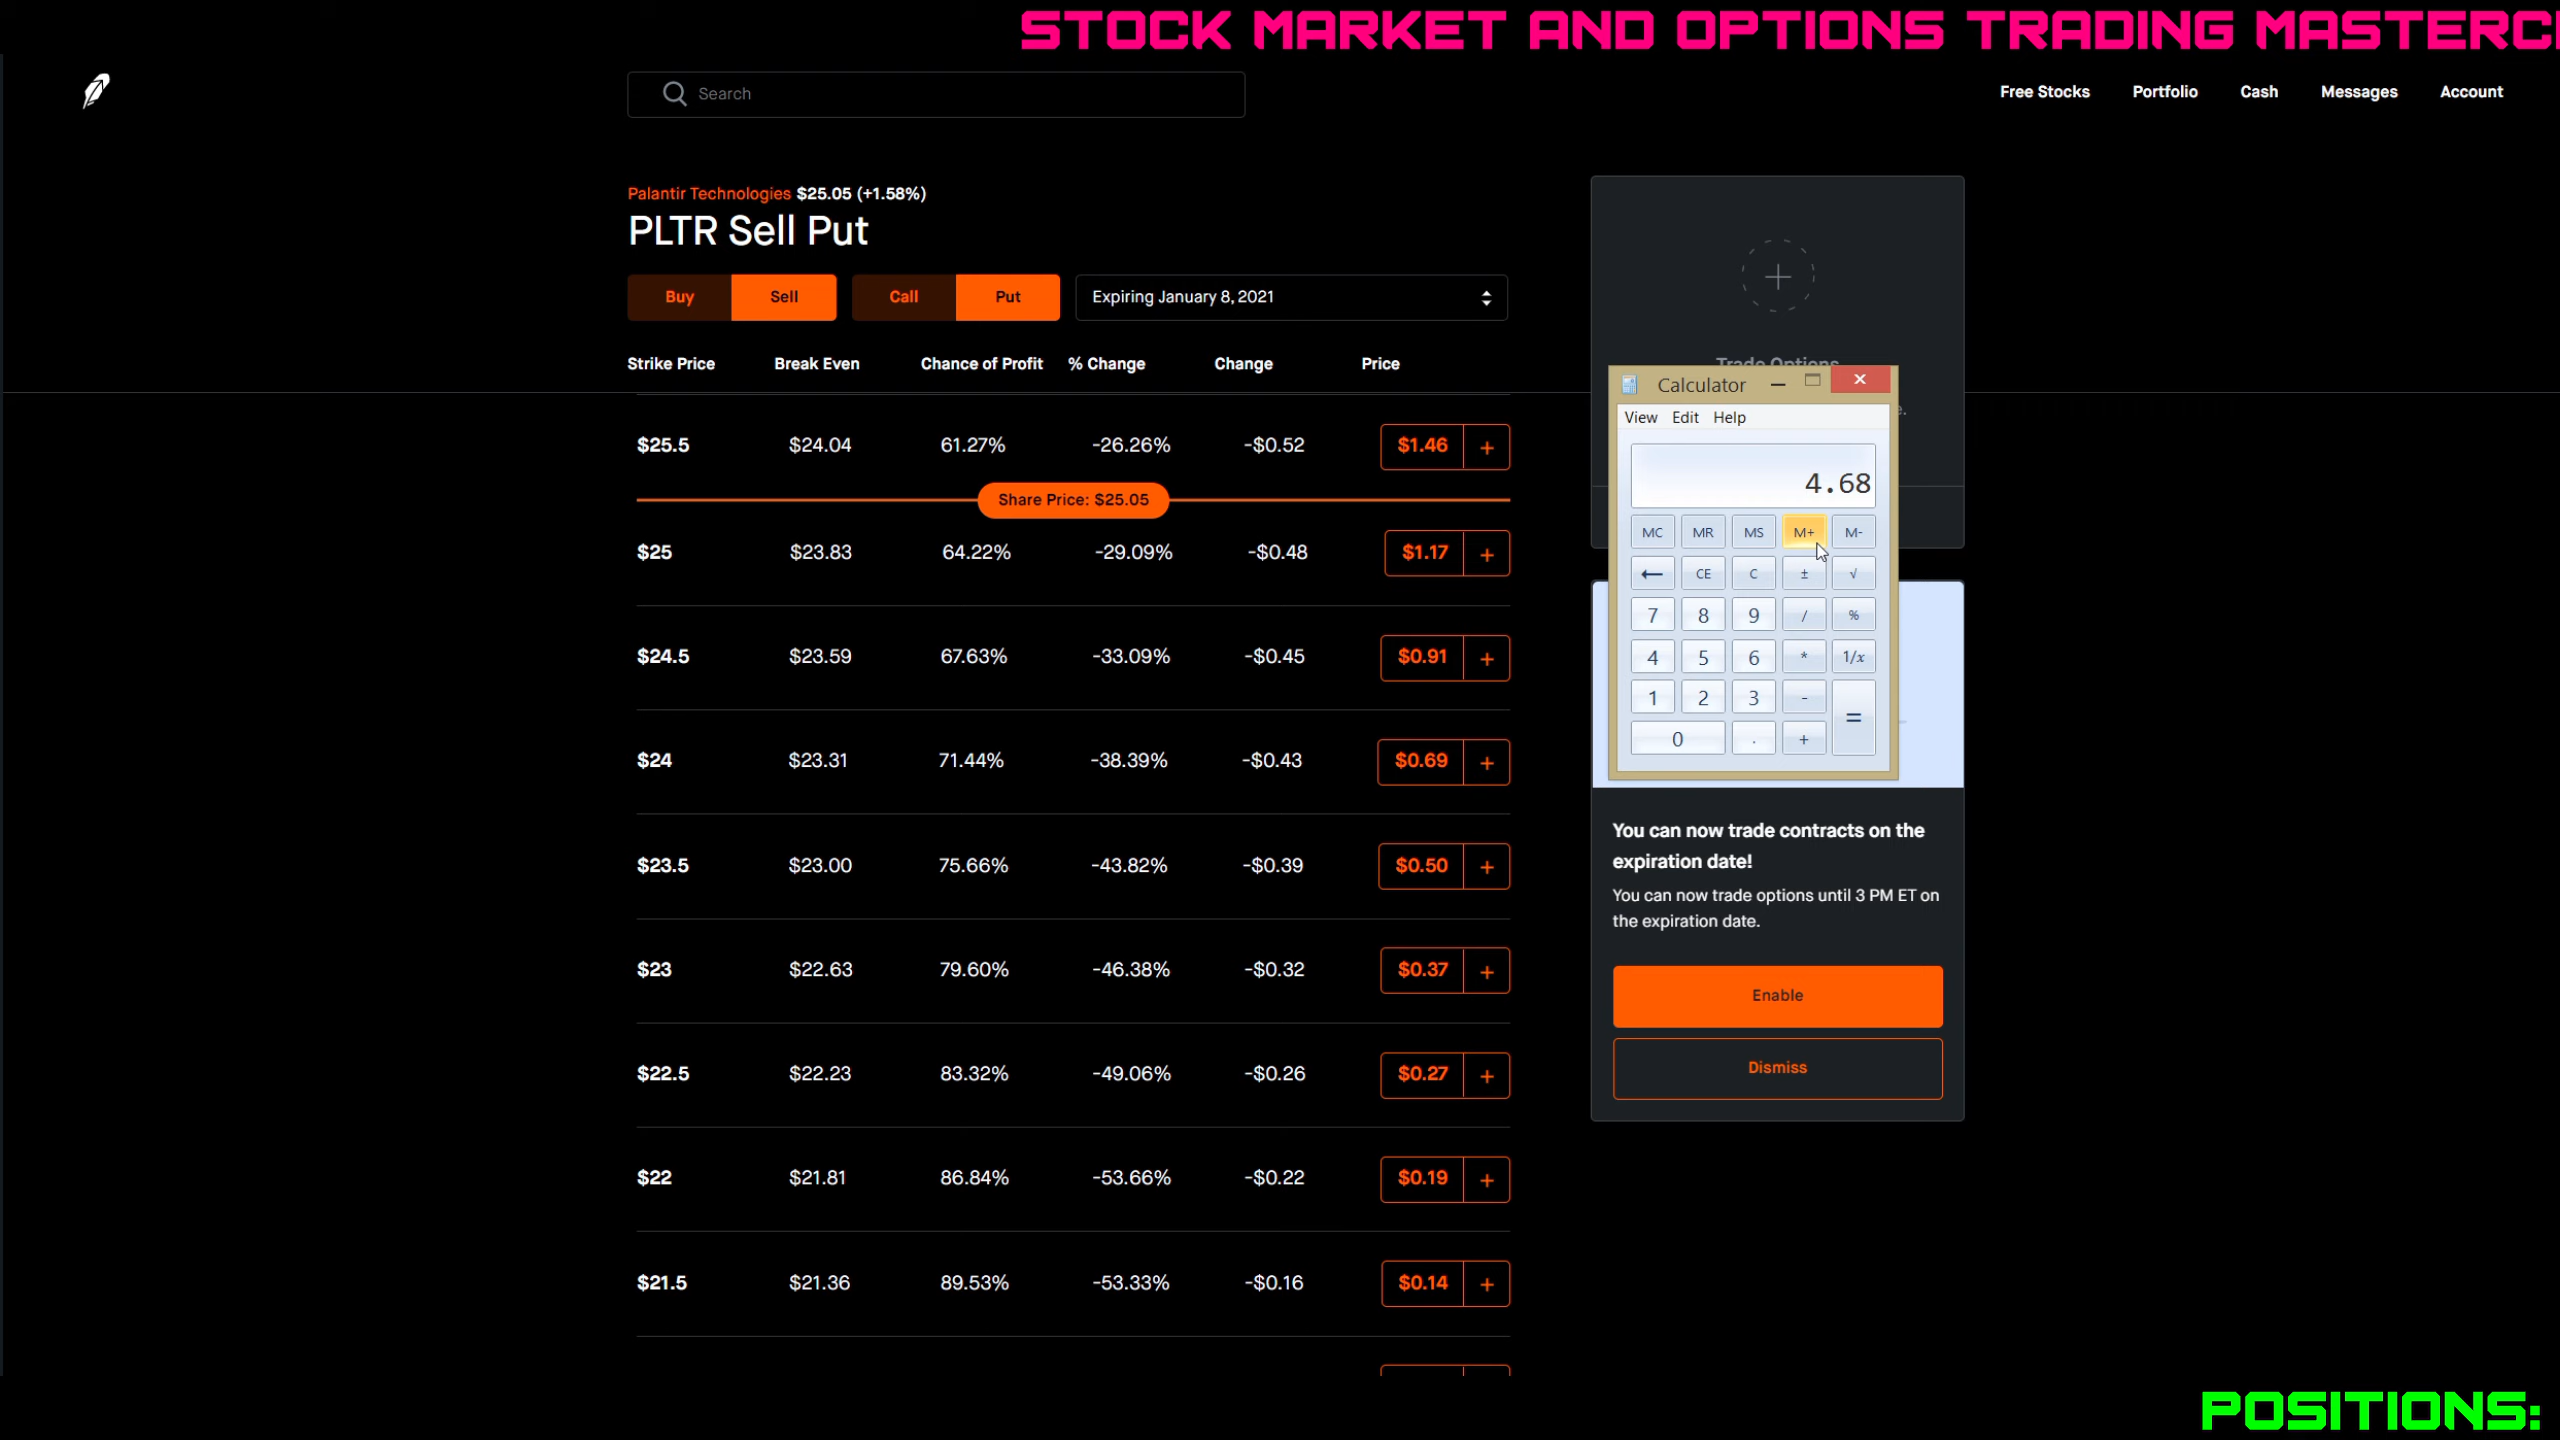 STOCK MARKET AND OPTIONS TRADING
Search
Free Stocks Portfolio Cash Messages Account
Palantir Technologies $25.05 (+1.58%)
PLTR Sell Put
Buy Sell Call Put Expiring January 8, 2021
Strike Price Break Even Chance of Profit % Change Change Price
$25.5 $24.04 61.27% -26.26% -$0.52 $1.46 +
Share Price: $25.05
$25 $23.83 64.22% -29.09% -$0.48 $1.17 +
$24.5 $23.59 67.63% -33.09% -$0.45 $0.91 +
$24 $23.31 71.44% -38.39% -$0.43 $0.69 +
$23.5 $23.00 75.66% -43.82% -$0.39 $0.50 +
$23 $22.63 79.60% -46.38% -$0.32 $0.37 +
$22.5 $22.23 83.32% -49.06% -$0.26 $0.27 +
$22 $21.81 86.84% -53.66% -$0.22 $0.19 +
$21.5 $21.36 89.53% -53.33% -$0.16 $0.14 +
Trade Options
Calculator
View Edit Help
4.68
MC MR MS M+ M-
← CE C ± √
7 8 9 / %
4 5 6 * 1/x
1 2 3 - =
0 . +
You can now trade contracts on the
expiration date!
You can now trade options until 3 PM ET on
the expiration date.
Enable
Dismiss
POSITIONS: